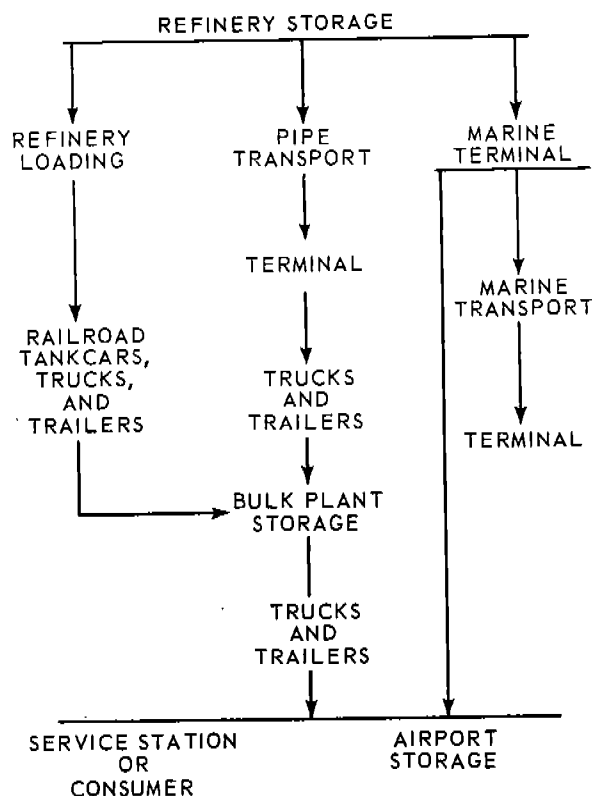 REFINERY STORAGE
REFINERY
LOADING
PIPE
TRANSPORT
MARINE
TERMINAL
TERMINAL
MARINE
TRANSPORT
RAILROAD
TANKCARS,
TRUCKS,
AND
TRAILERS
TRUCKS
AND
TRAILERS
TERMINAL
BULK PLANT
STORAGE
TRUCKS
AND
TRAILERS
SERVICE STATION
OR
CONSUMER
AIRPORT
STORAGE